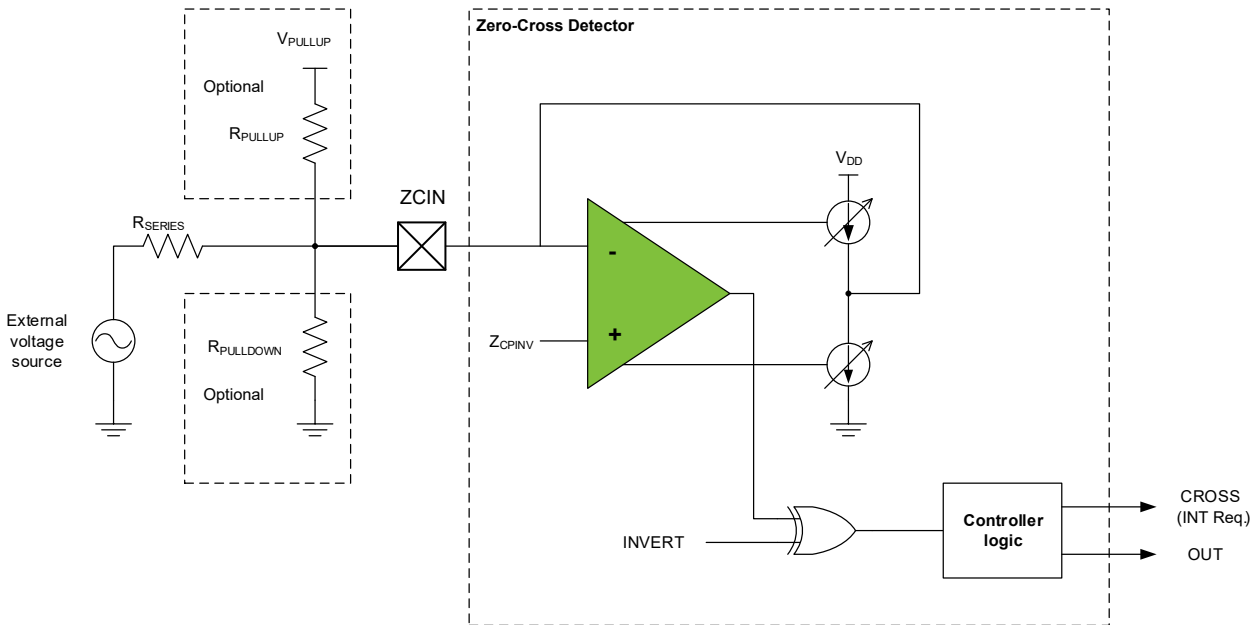 Zero-Cross Detector
VPULLUP
Optional
RPULLUP
VDD
ZCIN
RSERIES
-
External
voltage
source
ZCPINV
+
RPULLDOWN
Optional
CROSS
(INT Req.)
Controller
logic
INVERT
OUT